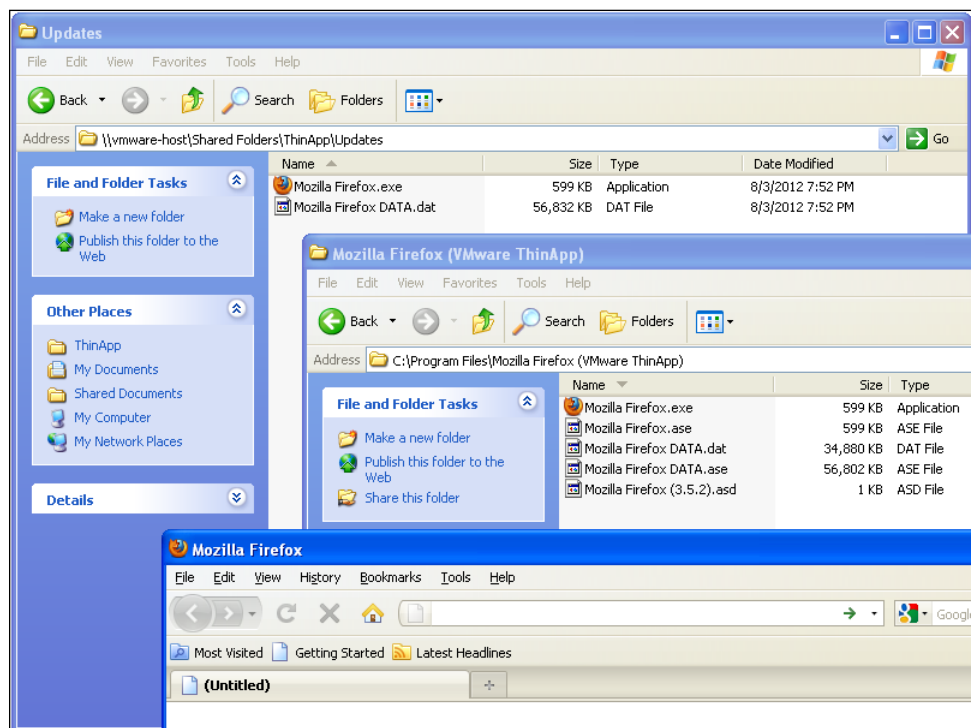 Updates
File Edit View Favorites Tools Help
Back Search Folders
Address \\vmware-host\Shared Folders\ThinApp\Updates Go
File and Folder Tasks
Make a new folder
Publish this folder to the
Web
Other Places
ThinApp
My Documents
Shared Documents
My Computer
My Network Places
Details
Name Size Type Date Modified
Mozilla Firefox.exe 599 KB Application 8/3/2012 7:52 PM
Mozilla Firefox DATA.dat 56,832 KB DAT File 8/3/2012 7:52 PM
Mozilla Firefox (VMware ThinApp)
File Edit View Favorites Tools Help
Back Search Folders
Address C:\Program Files\Mozilla Firefox (VMware ThinApp)
File and Folder Tasks
Make a new folder
Publish this folder to the
Web
Share this folder
Name Size Type
Mozilla Firefox.exe 599 KB Application
Mozilla Firefox.ase 599 KB ASE File
Mozilla Firefox DATA.dat 34,880 KB DAT File
Mozilla Firefox DATA.ase 56,802 KB ASE File
Mozilla Firefox (3.5.2).asd 1 KB ASD File
Mozilla Firefox
File Edit View History Bookmarks Tools Help
Google
Most Visited Getting Started Latest Headlines
(Untitled)